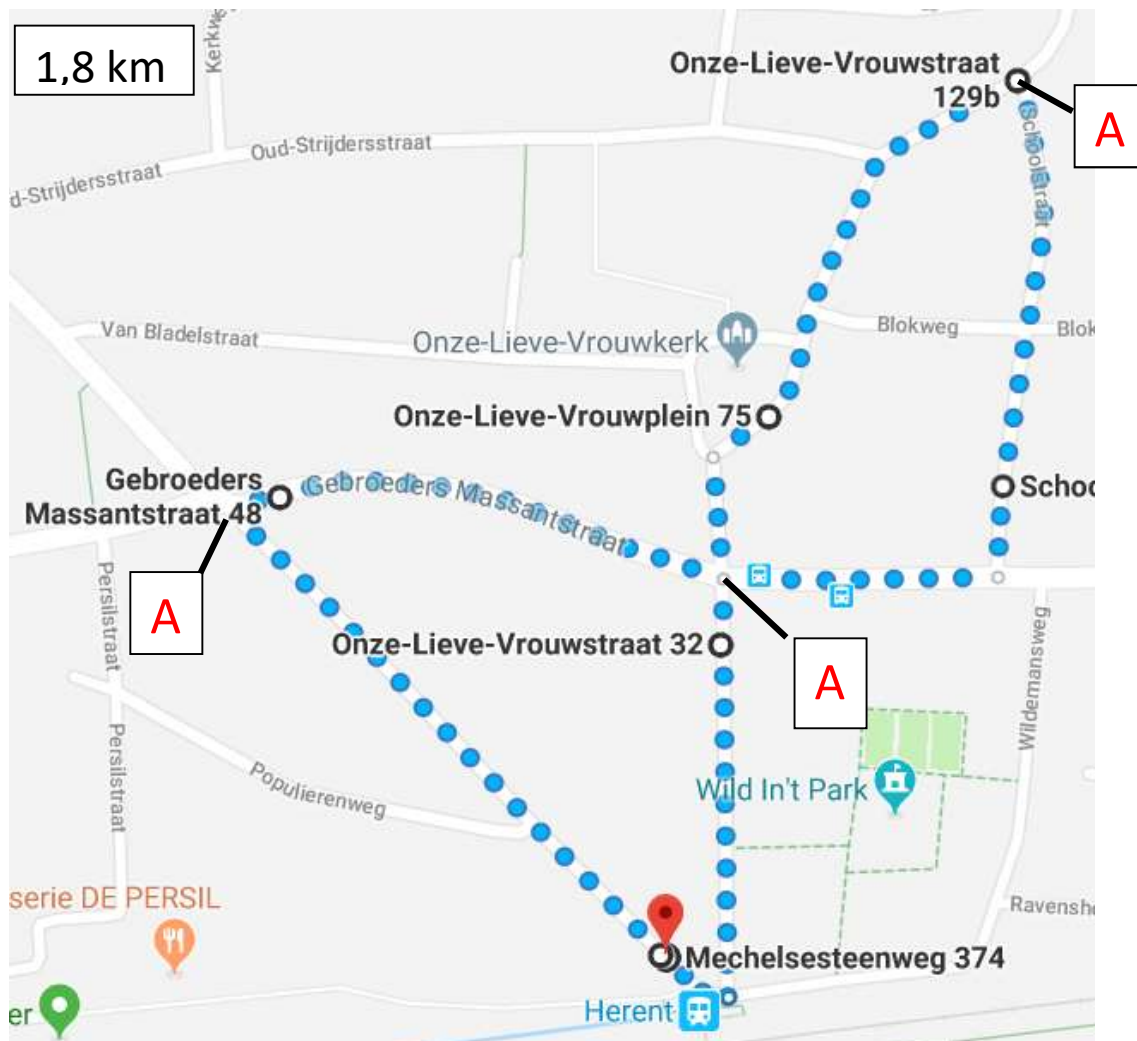 1,8 km
Kerkw
Onze-Lieve-Vrouwstraat
129b
A
Schoolstraat
Oud-Strijdersstraat
d-Strijdersstraat
Van Bladelstraat
Onze-Lieve-Vrouwkerk
Blokweg
Blok
Onze-Lieve-Vrouwplein 75
Gebroeders
Massantstraat 48
Gebroeders Massantstraat
Schoo
A
Persilstraat
Onze-Lieve-Vrouwstraat 32
A
Wildemansweg
Persilstraat
Populierenweg
Wild In't Park
serie DE PERSIL
Ravensh
Mechelsesteenweg 374
Herent
er